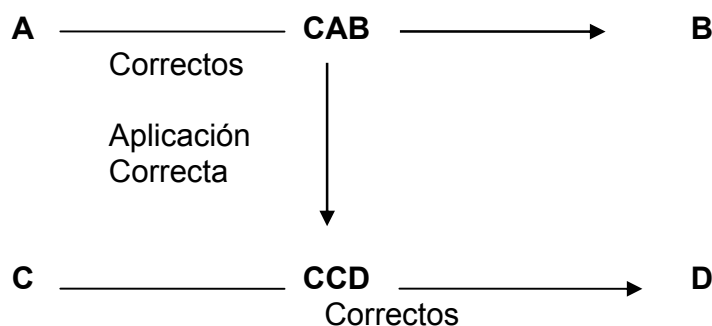 A CAB B
Correctos
Aplicación
Correcta
C CCD D
Correctos